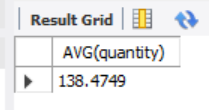 Result Grid
AVG(quantity)
138.4749